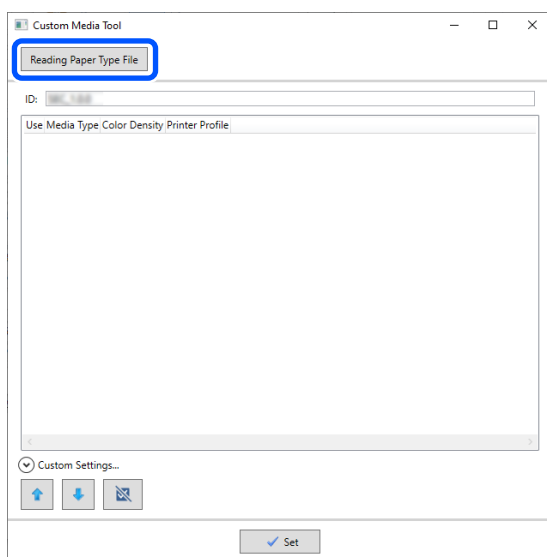 Custom Media Tool
Reading Paper Type File
ID:
Use Media Type Color Density Printer Profile
Custom Settings...
Set